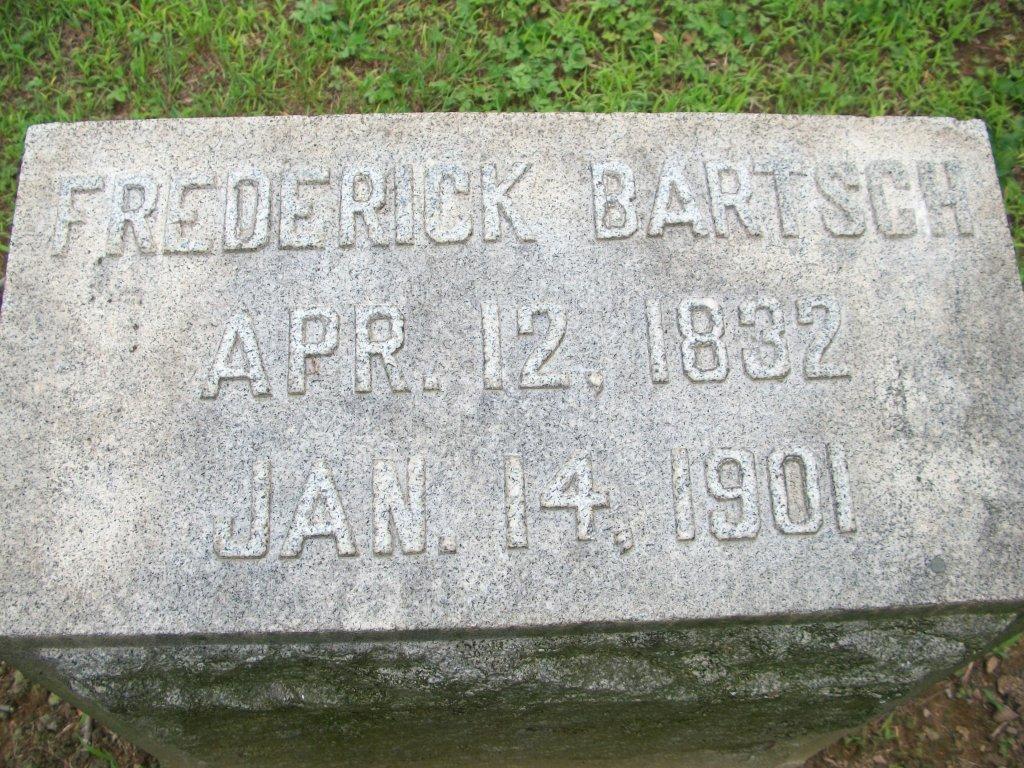 FREDERICK BARTSCH
APR. 12, 1832
JAN. 14, 1901